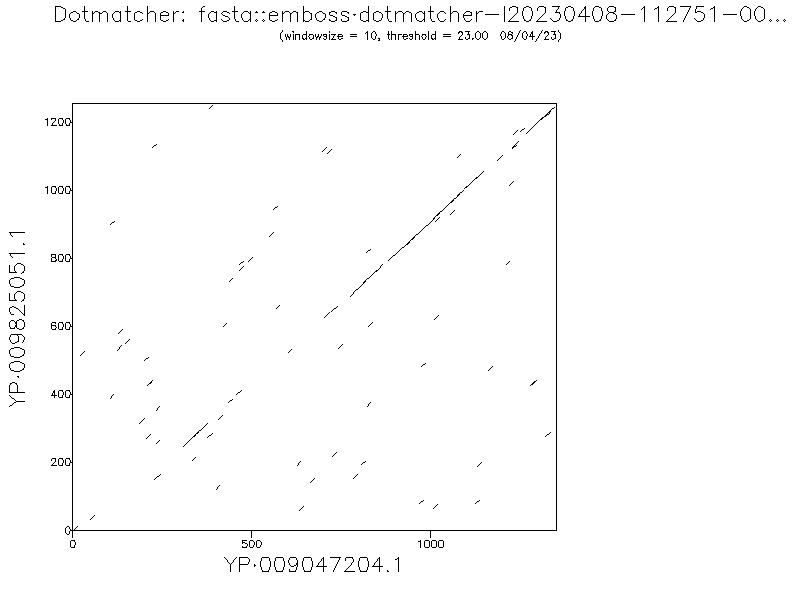 Dotmatcher: fasta::emboss·dotmatcher-I20230408-112751-00...
(windowsize = 10, threshold = 23.00  08/04/23)
1200
1000
800
600
400
200
0
YP·009825051.1
0 500 1000
YP·009047204.1